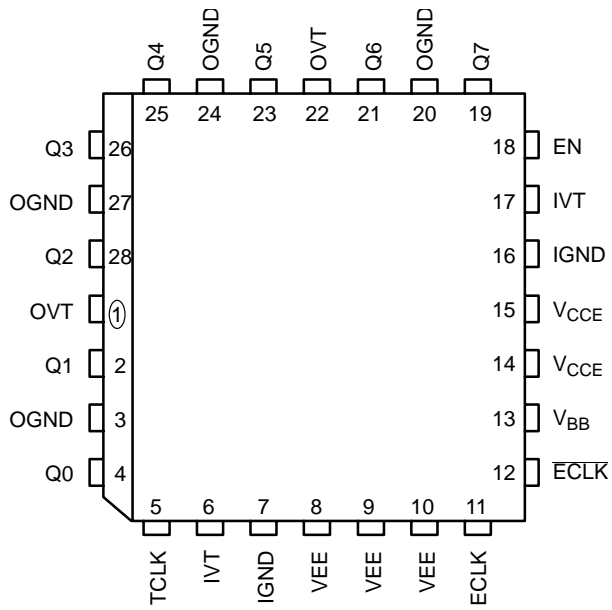 Q4 OGND Q5 OVT Q6 OGND Q7
25 24 23 22 21 20 19
Q3 26 18 EN
OGND 27 17 IVT
Q2 28 16 IGND
OVT 1 15 VCCE
Q1 2 14 VCCE
OGND 3 13 VBB
Q0 4 12 E̅C̅L̅K̅
5 6 7 8 9 10 11
TCLK IVT IGND VEE VEE VEE ECLK